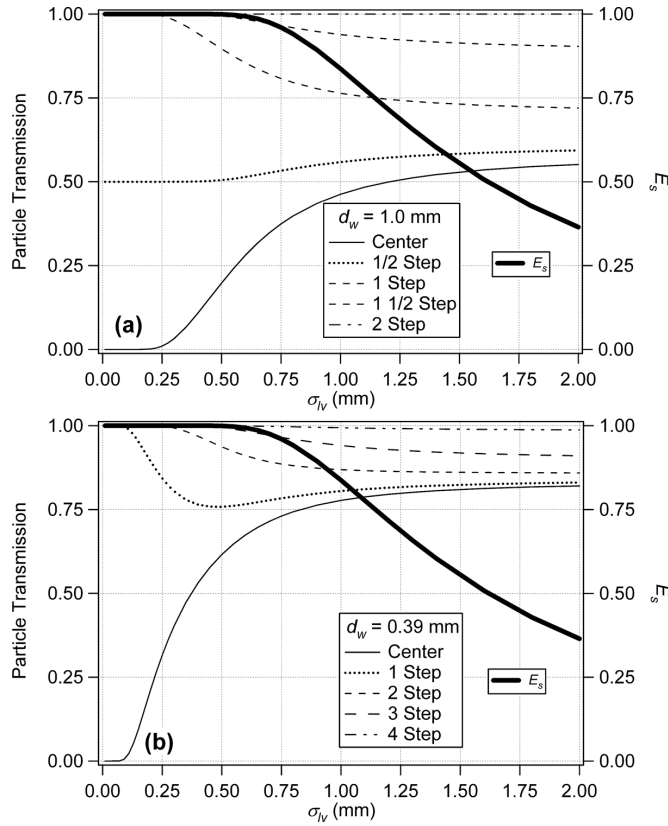 1.00
0.75
0.50
0.25
0.00
Particle Transmission
1.00
0.75
0.50
0.25
0.00
E_s
(a)
d_w = 1.0 mm
Center
1/2 Step
1 Step
1 1/2 Step
2 Step
E_s
0.00 0.25 0.50 0.75 1.00 1.25 1.50 1.75 2.00
σ_lv (mm)
1.00
0.75
0.50
0.25
0.00
Particle Transmission
1.00
0.75
0.50
0.25
0.00
E_s
(b)
d_w = 0.39 mm
Center
1 Step
2 Step
3 Step
4 Step
E_s
0.00 0.25 0.50 0.75 1.00 1.25 1.50 1.75 2.00
σ_lv (mm)